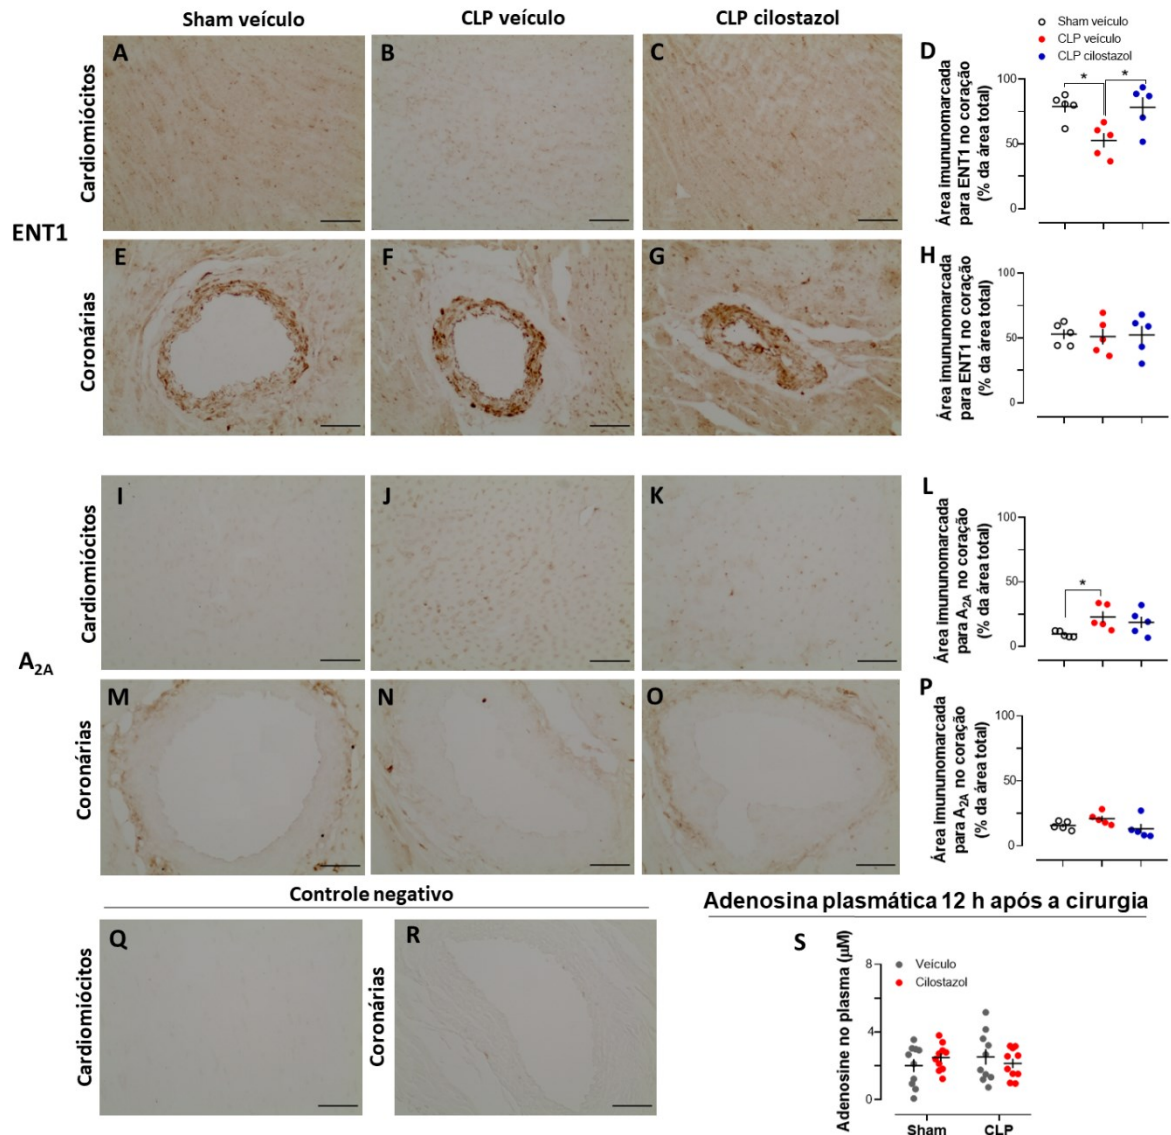 Sham veículo
CLP veículo
CLP cilostazol
ENT1
Cardiomiócitos
A
B
C
D
Sham veículo
CLP veículo
CLP cilostazol
Área imununomarcada
para ENT1 no coração
(% da área total)
100
50
0
*
*
Coronárias
E
F
G
H
Área imununomarcada
para ENT1 no coração
(% da área total)
100
50
0
A2A
Cardiomiócitos
I
J
K
L
Área imununomarcada
para A2A no coração
(% da área total)
100
50
0
*
Coronárias
M
N
O
P
Área imununomarcada
para A2A no coração
(% da área total)
100
50
0
Controle negativo
Cardiomiócitos
Q
Coronárias
R
Adenosina plasmática 12 h após a cirurgia
S
Adenosine no plasma (µM)
8
4
0
Veículo
Cilostazol
Sham
CLP